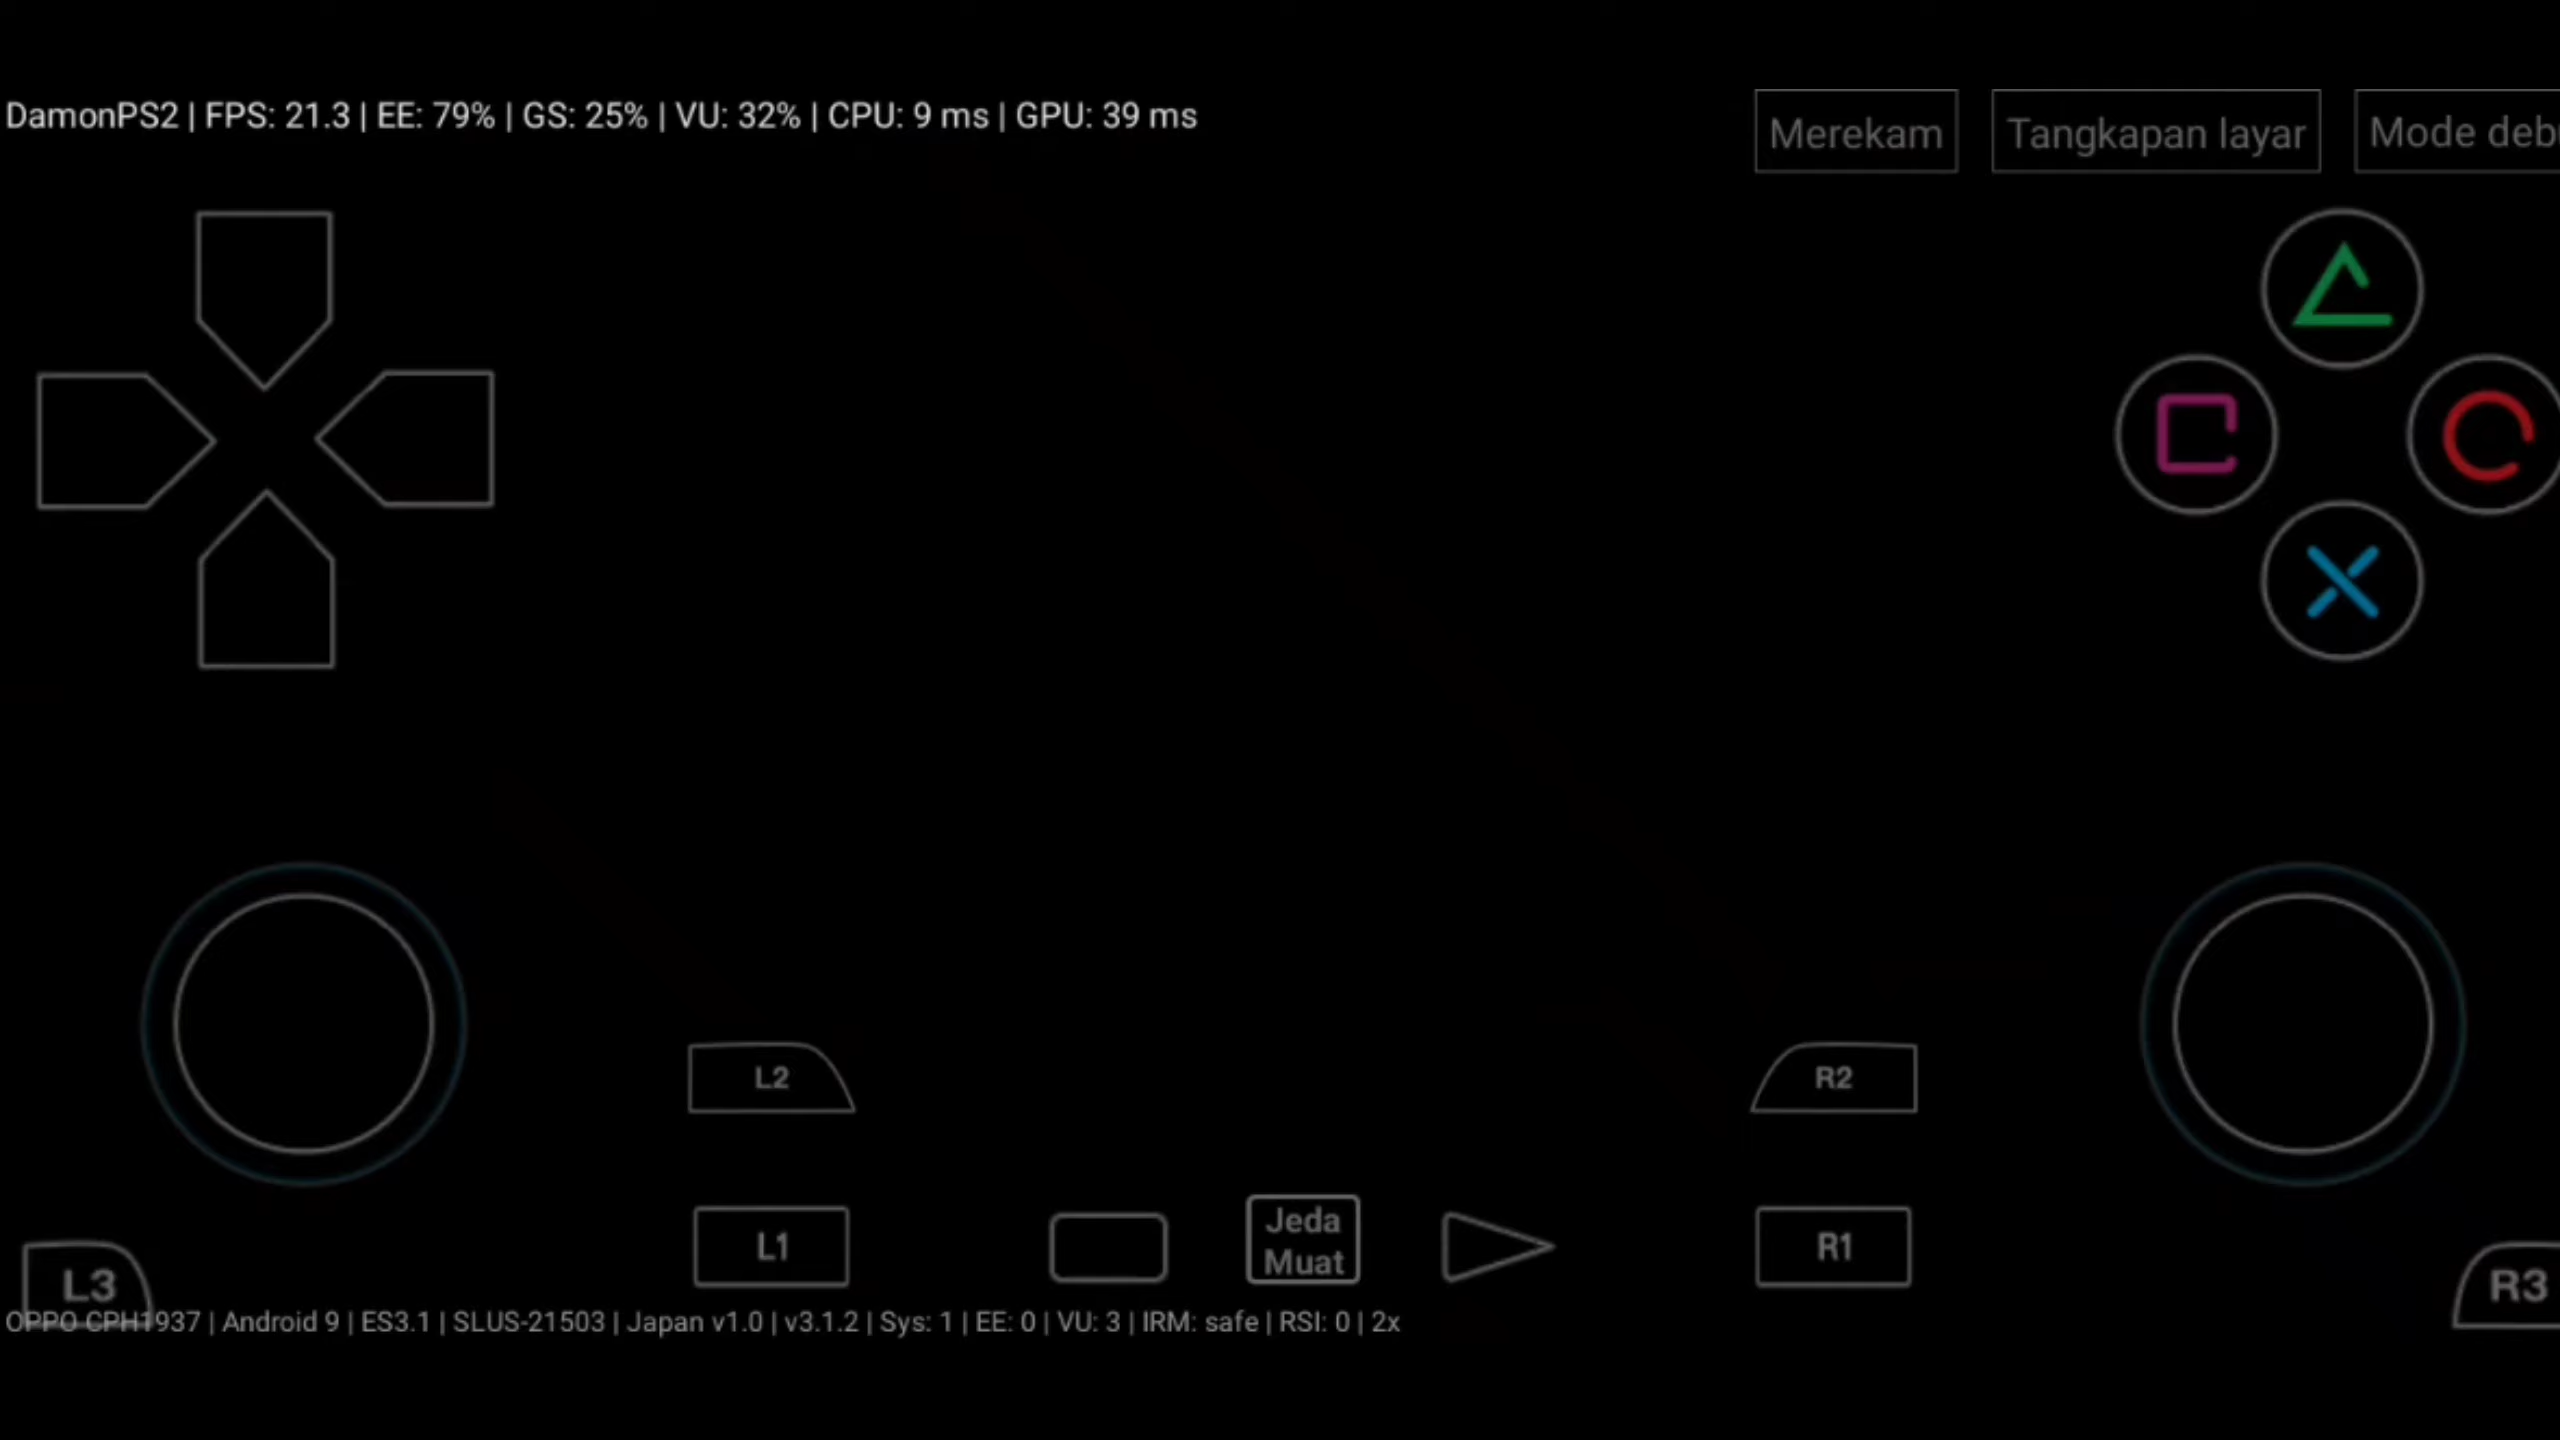 DamonPS2 | FPS: 21.3 | EE: 79% | GS: 25% | VU: 32% | CPU: 9 ms | GPU: 39 ms
Merekam
Tangkapan layar
Mode deb
L2
R2
L1
Jeda
Muat
R1
L3
R3
OPPO CPH1937 | Android 9 | ES3.1 | SLUS-21503 | Japan v1.0 | v3.1.2 | Sys: 1 | EE: 0 | VU: 3 | IRM: safe | RSI: 0 | 2x